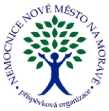 NEMOCNICE NOVÉ MĚSTO NA MORAVĚ
příspěvková organizace